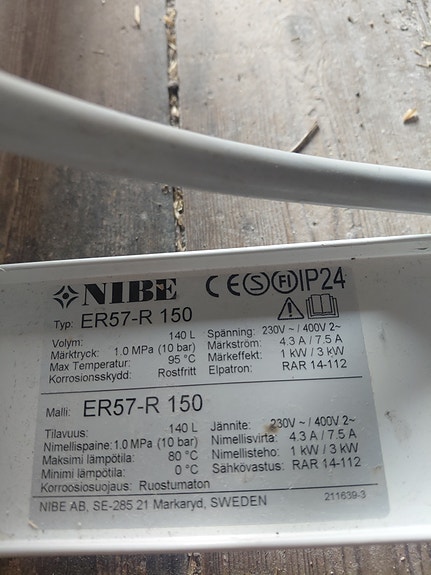 NIBE CE S FI IP24
Typ: ER57-R 150
Volym: 140 L Spänning: 230V ~ / 400V 2~
Märktryck: 1.0 MPa (10 bar) Märkström: 4.3 A / 7.5 A
Max Temperatur: 95 °C Märkeffekt: 1 kW / 3 kW
Korrosionsskydd: Rostfritt Elpatron: RAR 14-112
Malli: ER57-R 150
Tilavuus: 140 L Jännite: 230V ~ / 400V 2~
Nimellispaine: 1.0 MPa (10 bar) Nimellisvirta: 4.3 A / 7.5 A
Maksimi lämpötila: 80 °C Nimellisteho: 1 kW / 3 kW
Minimi lämpötila: 0 °C Sähkövastus: RAR 14-112
Korroosiosuojaus: Ruostumaton
NIBE AB, SE-285 21 Markaryd, SWEDEN 211639-3